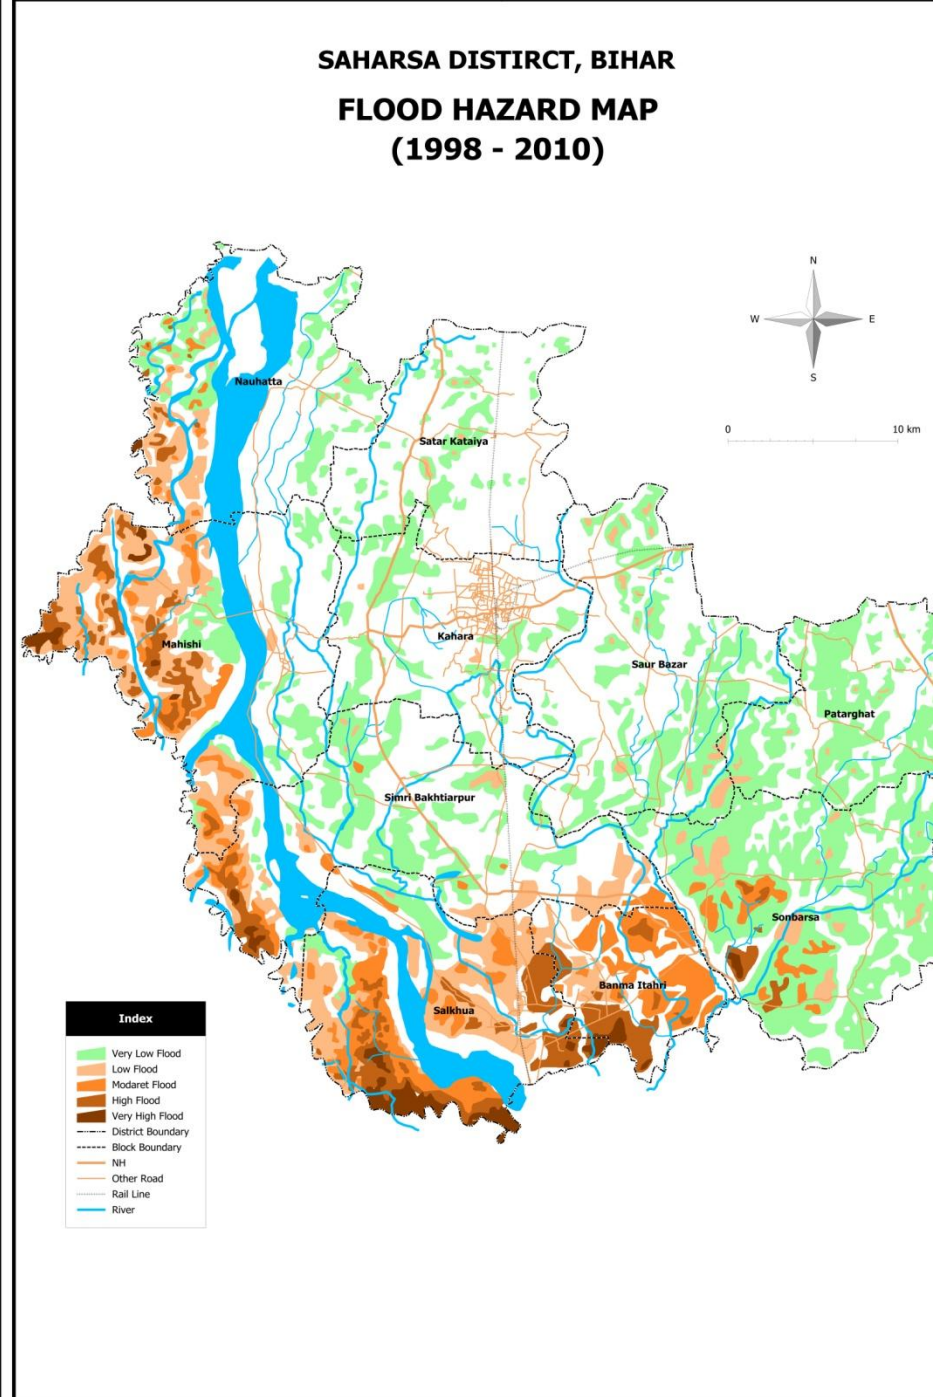 SAHARSA DISTIRCT, BIHAR
FLOOD HAZARD MAP
(1998 - 2010)
N
W
E
S
0
10 km
Nauhatta
Satar Kataiya
Kahara
Mahishi
Saur Bazar
Patarghat
Simri Bakhtiarpur
Sonbarsa
Banma Itahri
Salkhua
Index
Very Low Flood
Low Flood
Modaret Flood
High Flood
Very High Flood
District Boundary
Block Boundary
NH
Other Road
Rail Line
River